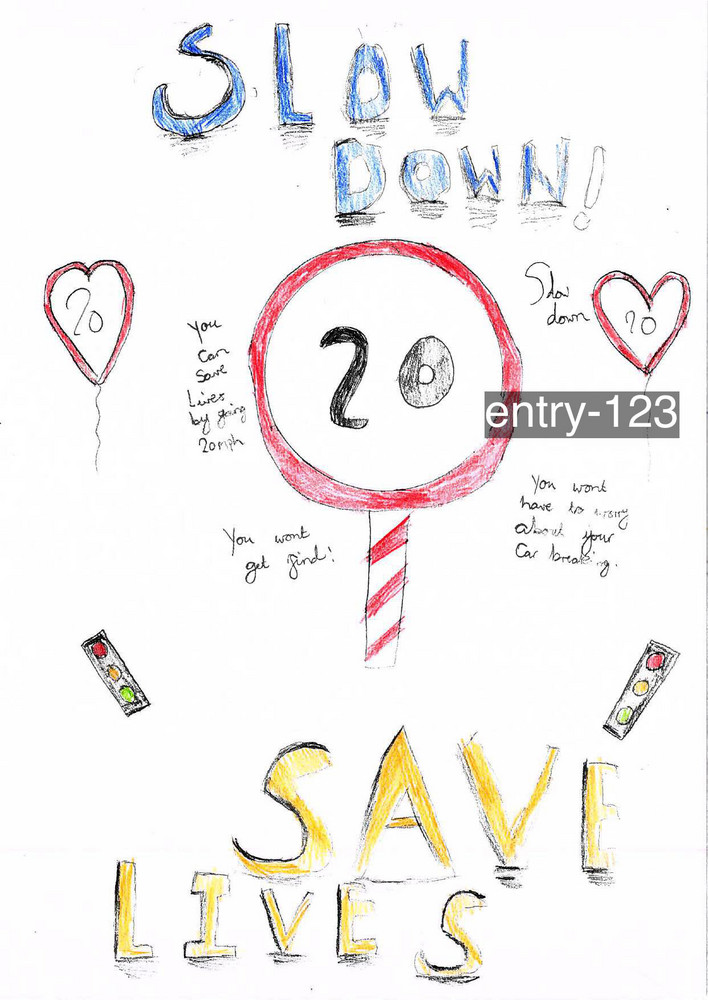 SLOW
DOWN!
20
Slow
down
20
You
can
save
Lives
by going
20mph
20
entry-123
You wont
get find!
You wont
have to worry
about your
Car breaking.
SAVE
LIVES